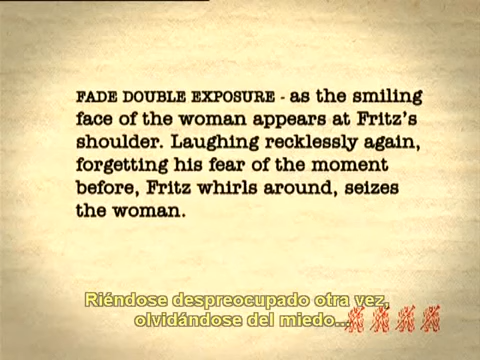 FADE DOUBLE EXPOSURE - as the smiling
face of the woman appears at Fritz's
shoulder. Laughing recklessly again,
forgetting his fear of the moment
before, Fritz whirls around, seizes
the woman.
Riéndose despreocupado otra vez,
olvidándose del miedo...